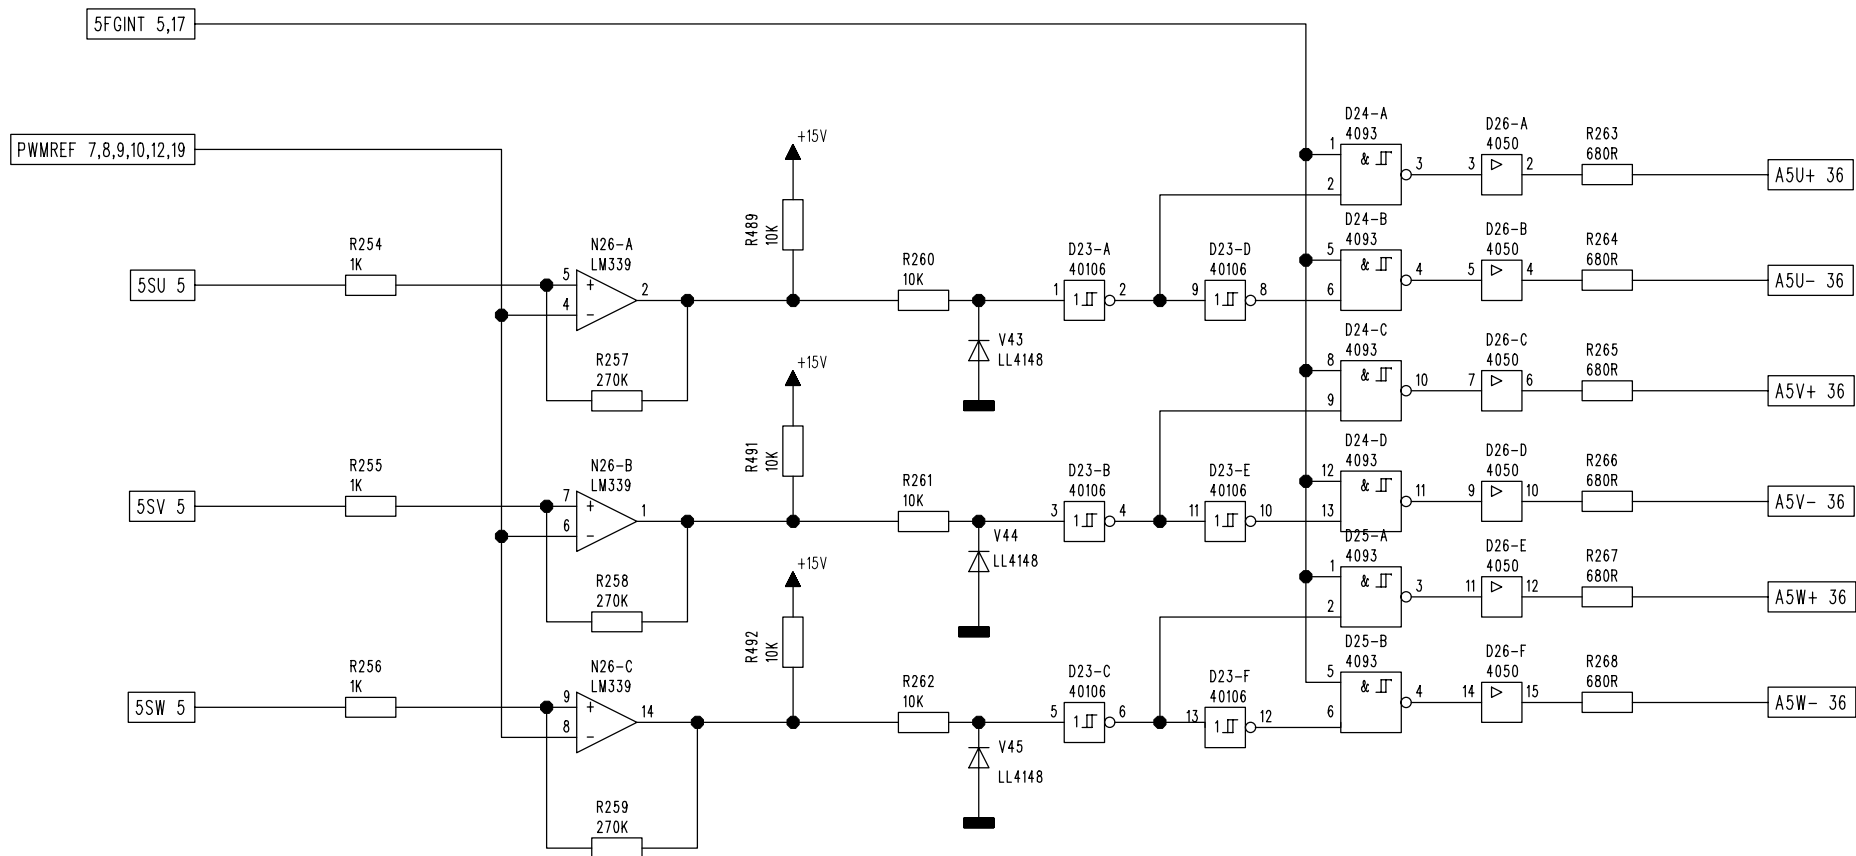 5FGINT 5,17
PWMREF 7,8,9,10,12,19
5SU 5
R254
1K
N26-A
LM339
5
4
2
+
-
R257
270K
+15V
R489
10K
R260
10K
V43
LL4148
D23-A
40106
1
1
2
D23-D
40106
9
1
8
D24-A
4093
1
&
2
3
D26-A
4050
3
2
R263
680R
A5U+ 36
D24-B
4093
5
&
6
4
D26-B
4050
5
4
R264
680R
A5U- 36
5SV 5
R255
1K
N26-B
LM339
7
6
1
+
-
R258
270K
+15V
R491
10K
R261
10K
V44
LL4148
D23-B
40106
3
1
4
D23-E
40106
11
1
10
D24-C
4093
8
&
9
10
D26-C
4050
7
6
R265
680R
A5V+ 36
D24-D
4093
12
&
13
11
D26-D
4050
9
10
R266
680R
A5V- 36
5SW 5
R256
1K
N26-C
LM339
9
8
14
+
-
R259
270K
+15V
R492
10K
R262
10K
V45
LL4148
D23-C
40106
5
1
6
D23-F
40106
13
1
12
D25-A
4093
1
&
2
3
D26-E
4050
11
12
R267
680R
A5W+ 36
D25-B
4093
5
&
6
4
D26-F
4050
14
15
R268
680R
A5W- 36